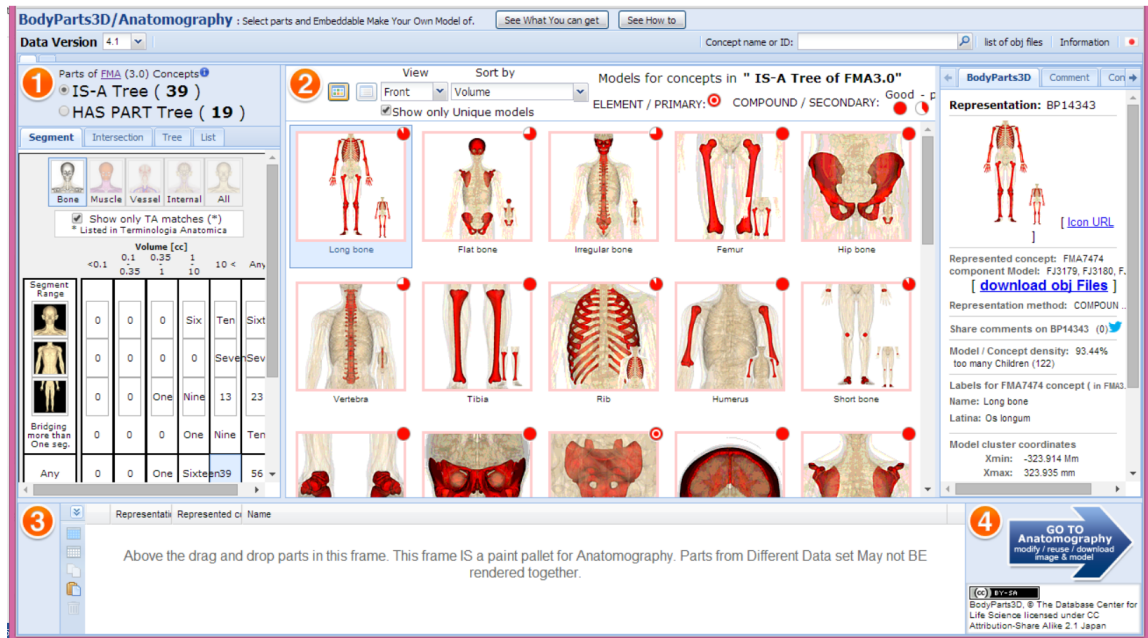 BodyParts3D/Anatomography : Select parts and Embeddable Make Your Own Model of.
See What You can get
See How to
Data Version 4.1
Concept name or ID:
list of obj files
Information
1
Parts of FMA (3.0) Concepts
IS-A Tree ( 39 )
HAS PART Tree ( 19 )
Segment Intersection Tree List
Bone Muscle Vessel Internal All
Show only TA matches (*)
* Listed in Terminologia Anatomica
Volume [cc]
<0.1 0.1 - 0.35 0.35 - 1 1 - 10 10 < Any
Segment Range
0 0 0 Six Ten Sixt
0 0 0 0 Seve Sev
0 0 One Nine 13 23
Bridging more than One seg.
0 0 0 One Nine Ten
Any 0 0 One Sixteen 39 56
2
View
Front
Sort by
Volume
Show only Unique models
Models for concepts in " IS-A Tree of FMA3.0"
ELEMENT / PRIMARY:
COMPOUND / SECONDARY:
Good - p
Long bone
Flat bone
Irregular bone
Femur
Hip bone
Vertebra
Tibia
Rib
Humerus
Short bone
BodyParts3D Comment Con
Representation: BP14343
[ Icon URL
]
Represented concept: FMA7474
component Model: FJ3179, FJ3180, F.
[ download obj Files ]
Representation method: COMPOUN ..
Share comments on BP14343 (0)
Model / Concept density: 93.44%
too many Children (122)
Labels for FMA7474 concept ( in FMA3.
Name: Long bone
Latina: Os longum
Model cluster coordinates
Xmin: -323.914 Mm
Xmax: 323.935 mm
3
Representati Represented c Name
Above the drag and drop parts in this frame. This frame IS a paint pallet for Anatomography. Parts from Different Data set May not BE
rendered together.
4
GO TO
Anatomography
modify / reuse / download
image & model
(cc) BY-SA
BodyParts3D, © The Database Center for
Life Science licensed under CC
Attribution-Share Alike 2.1 Japan